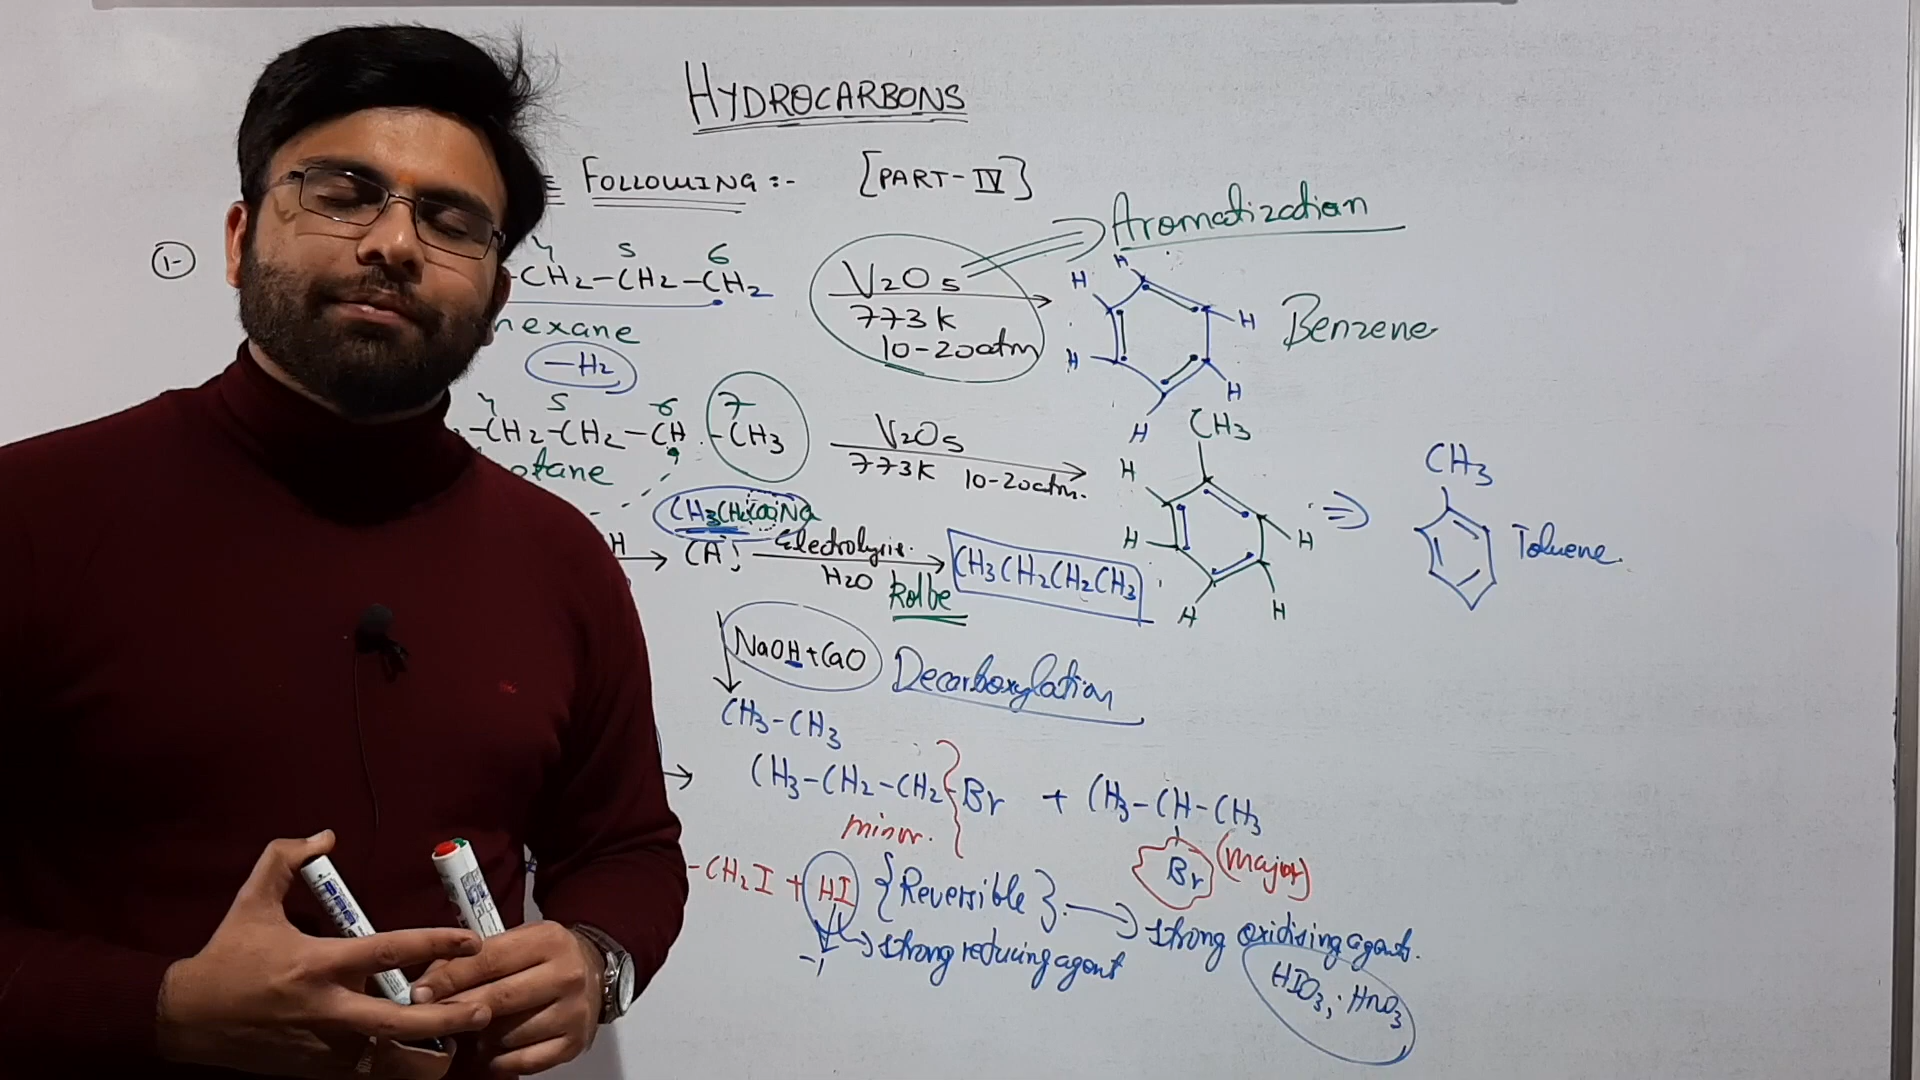 HYDROCARBONS
FOLLOWING :- [PART-IV]
Aromatization
1-
4 5 6
-CH2-CH2-CH2
V2O5
773K
10-20atm
H
H
H
H
H
H
Benzene
hexane
-H2
4 5 6 7
-CH2-CH2-CH-CH3
V2O5
773K 10-20atm.
CH3
H
H
H
H
H
⇒
CH3
Toluene
ptane
CH3CH2COONa
H
→ (A) Electrolysis. CH3CH2CH2CH3
H2O Kolbe
NaOH+CaO Decarboxylation
CH3-CH3
→ CH3-CH2-CH2-Br + CH3-CH-CH3
minor. Br (major)
-CH2I + HI {Reversible}. → strong oxidising agents.
-1 → strong reducing agent
HIO3; HnO3